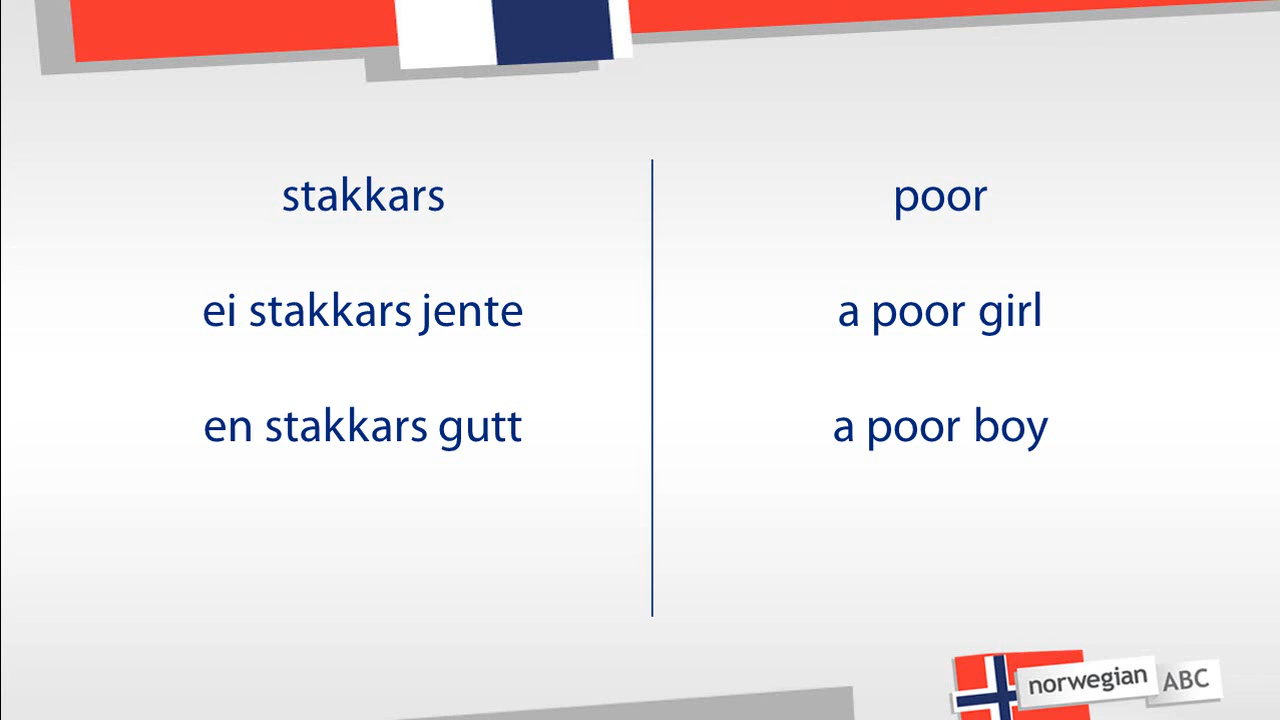 stakkars
poor
ei stakkars jente
a poor girl
en stakkars gutt
a poor boy
norwegian ABC